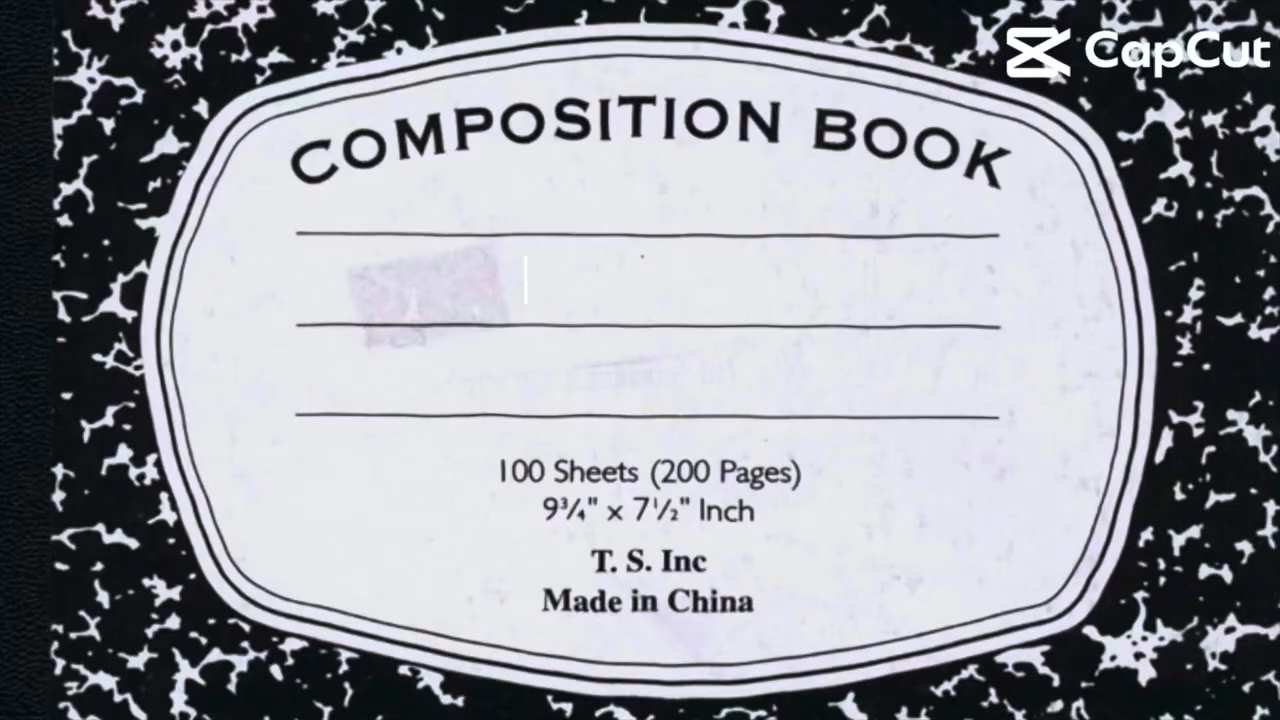 CapCut
COMPOSITION BOOK
100 Sheets (200 Pages)
9¾" x 7½" Inch
T. S. Inc
Made in China